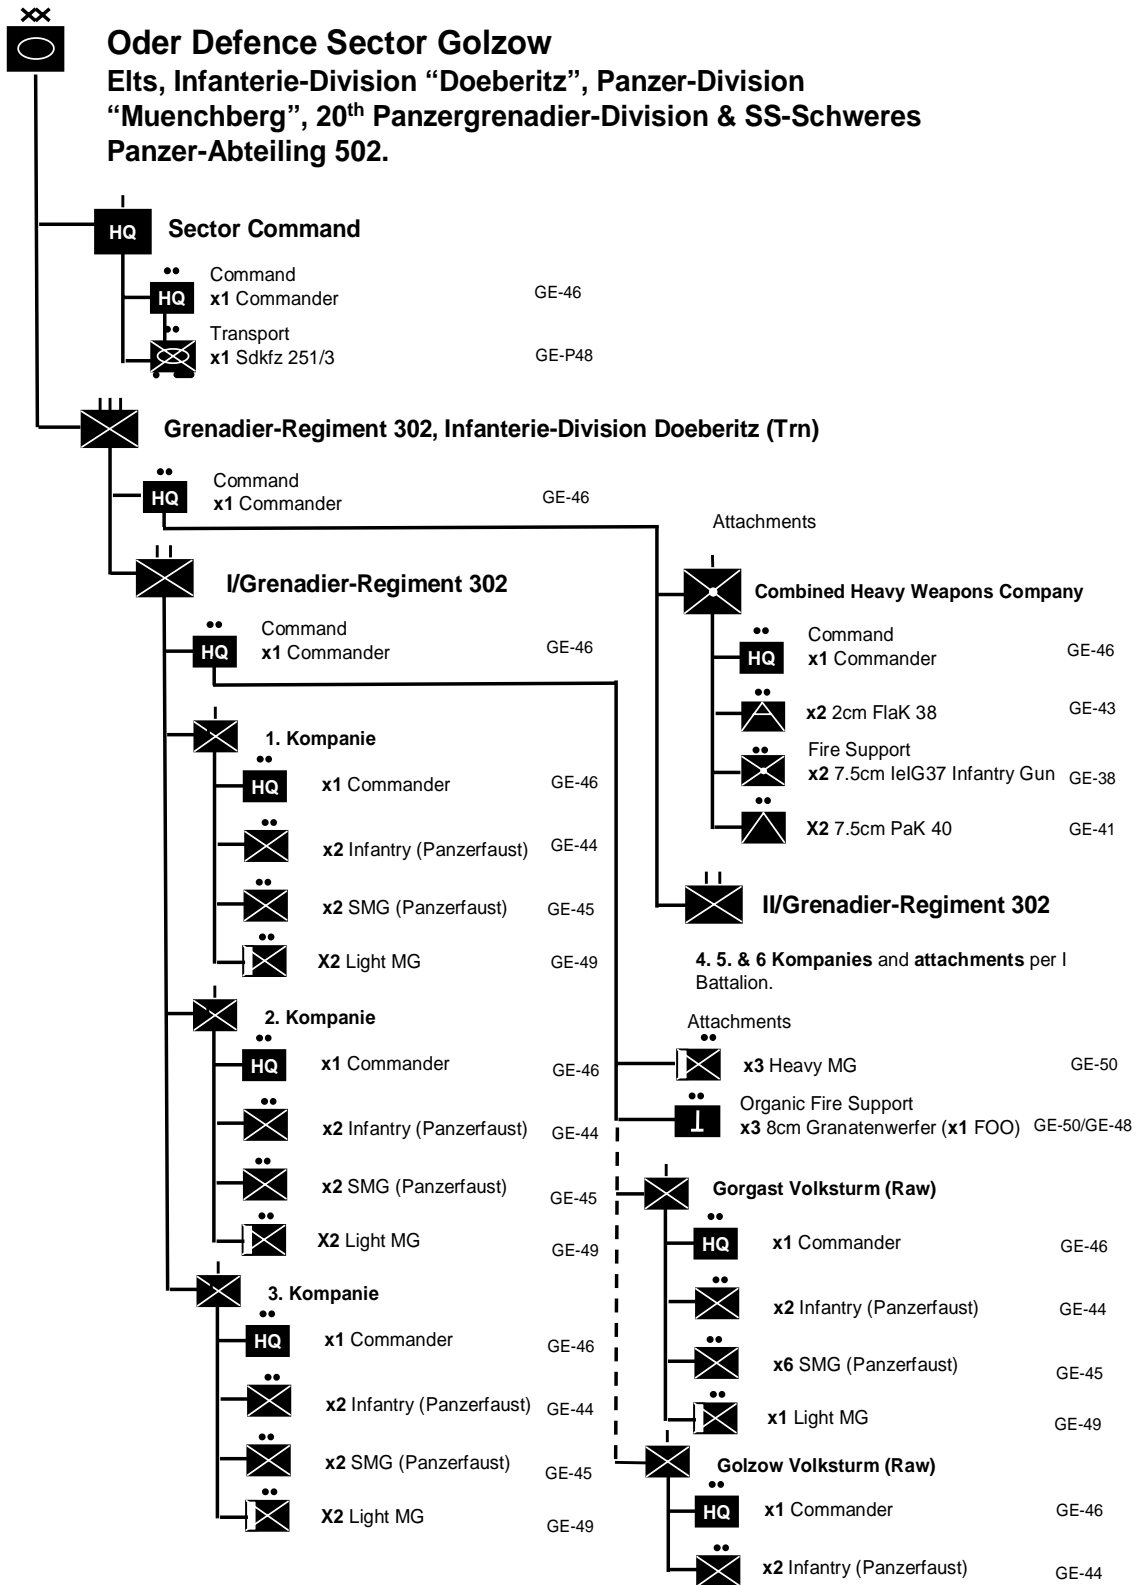 Oder Defence Sector Golzow
Elts, Infanterie-Division “Doeberitz”, Panzer-Division
“Muenchberg”, 20th Panzergrenadier-Division & SS-Schweres
Panzer-Abteiling 502.
HQ Sector Command
Command
HQ x1 Commander GE-46
Transport
x1 Sdkfz 251/3 GE-P48
Grenadier-Regiment 302, Infanterie-Division Doeberitz (Trn)
Command
HQ x1 Commander GE-46
I/Grenadier-Regiment 302
Command
HQ x1 Commander GE-46
1. Kompanie
HQ x1 Commander GE-46
x2 Infantry (Panzerfaust) GE-44
x2 SMG (Panzerfaust) GE-45
X2 Light MG GE-49
2. Kompanie
HQ x1 Commander GE-46
x2 Infantry (Panzerfaust) GE-44
x2 SMG (Panzerfaust) GE-45
X2 Light MG GE-49
3. Kompanie
HQ x1 Commander GE-46
x2 Infantry (Panzerfaust) GE-44
x2 SMG (Panzerfaust) GE-45
X2 Light MG GE-49
Attachments
Combined Heavy Weapons Company
Command
HQ x1 Commander GE-46
x2 2cm FlaK 38 GE-43
Fire Support
x2 7.5cm leIG37 Infantry Gun GE-38
X2 7.5cm PaK 40 GE-41
II/Grenadier-Regiment 302
4. 5. & 6 Kompanies and attachments per I
Battalion.
Attachments
x3 Heavy MG GE-50
Organic Fire Support
x3 8cm Granatenwerfer (x1 FOO) GE-50/GE-48
Gorgast Volksturm (Raw)
HQ x1 Commander GE-46
x2 Infantry (Panzerfaust) GE-44
x6 SMG (Panzerfaust) GE-45
x1 Light MG GE-49
Golzow Volksturm (Raw)
HQ x1 Commander GE-46
x2 Infantry (Panzerfaust) GE-44